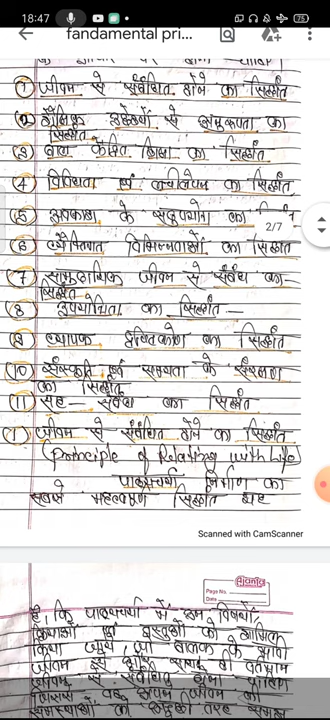 18:47
75
fundamental pri...
① जीवन से संबंधित होने का सिद्धांत
② शैक्षिक उद्देश्यों से अनुरूपता का
सिद्धांत
③ बाल केंद्रित शिक्षा का सिद्धांत
④ विविधता एवं लचीलेपन का सिद्धांत
⑤ अवकाश के सदुपयोग का
2/7
⑥ व्यक्तिगत विभिन्नताओं का सिद्धांत
⑦ सामुदायिक जीवन से संबंध का
सिद्धांत
⑧ उपयोगिता का सिद्धांत —
⑨ व्यापक दृष्टिकोण का सिद्धांत
⑩ संस्कृति एवं सभ्यता के संरक्षण
का सिद्धांत
⑪ सह — संबंध का सिद्धांत
① जीवन से संबंधित होने का सिद्धांत
(Principle of Relating with Life)
पाठ्यचर्या निर्माण का
सबसे महत्वपूर्ण सिद्धांत यह
Scanned with CamScanner
Page No.
Date
है, कि पाठ्यचर्या में उन विषयों
क्रियाओं एवं वस्तुओं को शामिल
किया जाये, जो बालक के भावी
जीवन से